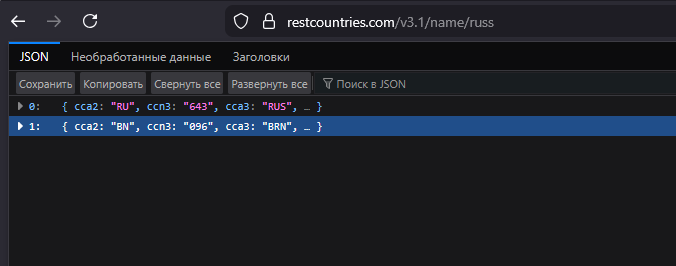 restcountries.com/v3.1/name/russ
JSON Необработанные данные Заголовки
Сохранить Копировать Свернуть все Развернуть все Поиск в JSON
0: { cca2: "RU", ccn3: "643", cca3: "RUS", … }
1: { cca2: "BN", ccn3: "096", cca3: "BRN", … }